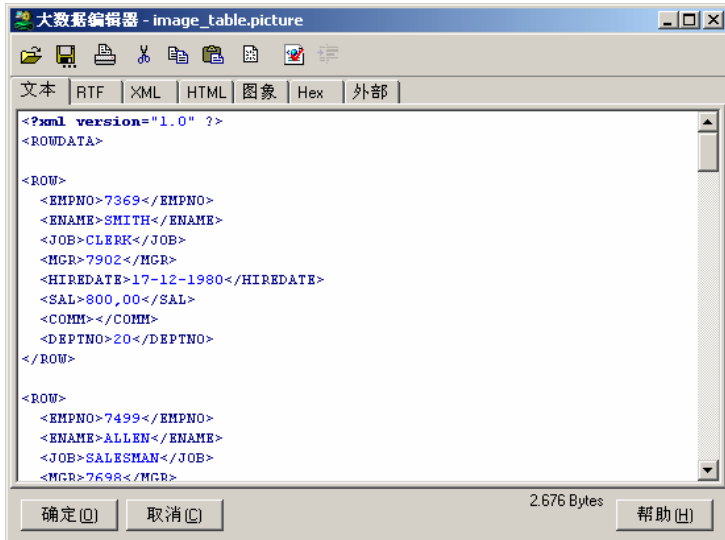 大数据编辑器 - image_table.picture
文本 RTF XML HTML 图象 Hex 外部
<?xml version="1.0" ?>
<ROWDATA>
<ROW>
<EMPNO>7369</EMPNO>
<ENAME>SMITH</ENAME>
<JOB>CLERK</JOB>
<MGR>7902</MGR>
<HIREDATE>17-12-1980</HIREDATE>
<SAL>800,00</SAL>
<COMM></COMM>
<DEPTNO>20</DEPTNO>
</ROW>
<ROW>
<EMPNO>7499</EMPNO>
<ENAME>ALLEN</ENAME>
<JOB>SALESMAN</JOB>
<MGR>7698</MGR>
确定(O) 取消(C) 2.676 Bytes 帮助(H)